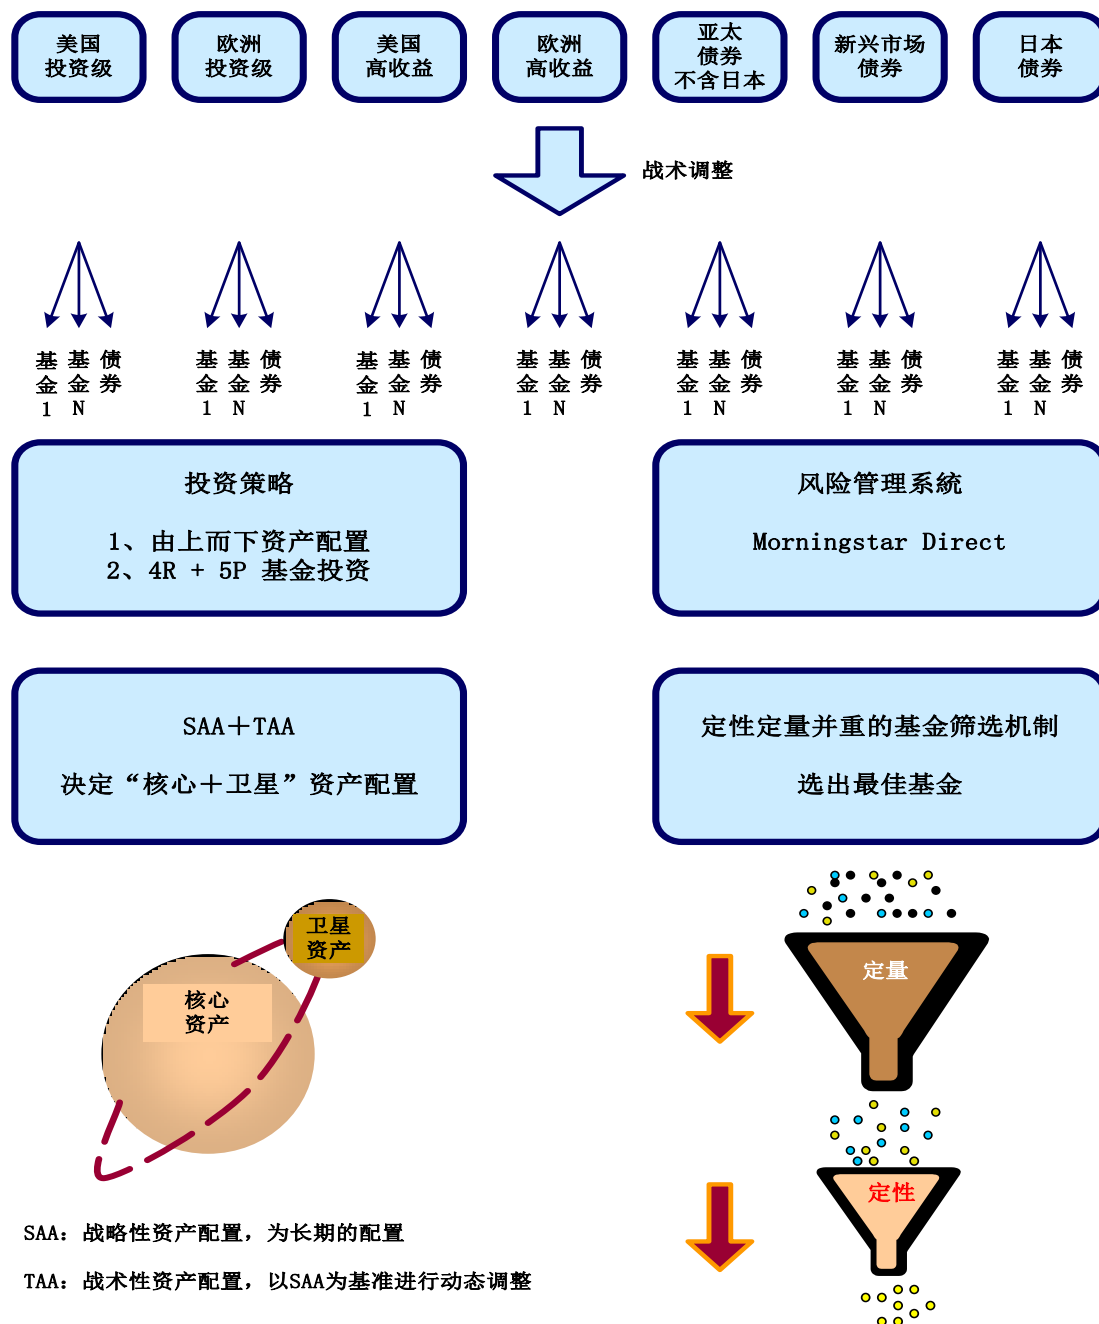 美国
投资级
欧洲
投资级
美国
高收益
欧洲
高收益
亚太
债券
不含日本
新兴市场
债券
日本
债券
战术调整
基金1
基金N
债券
基金1
基金N
债券
基金1
基金N
债券
基金1
基金N
债券
基金1
基金N
债券
基金1
基金N
债券
基金1
基金N
债券
投资策略
1、由上而下资产配置
2、4R + 5P 基金投资
风险管理系統
Morningstar Direct
SAA＋TAA
决定“核心＋卫星”资产配置
定性定量并重的基金筛选机制
选出最佳基金
卫星
资产
核心
资产
定量
定性
SAA：战略性资产配置，为长期的配置
TAA：战术性资产配置，以SAA为基准进行动态调整